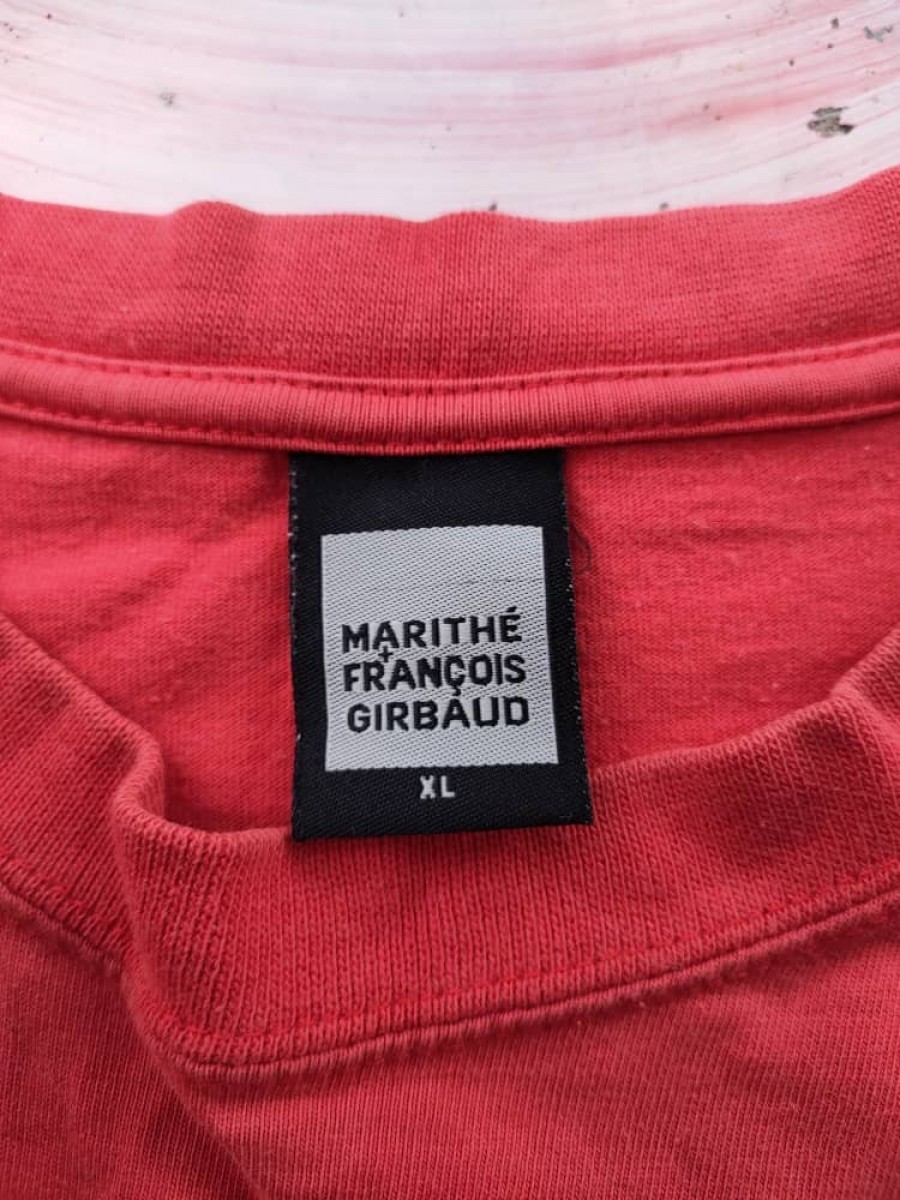 MARITHÉ
+
FRANÇOIS
GIRBAUD
XL